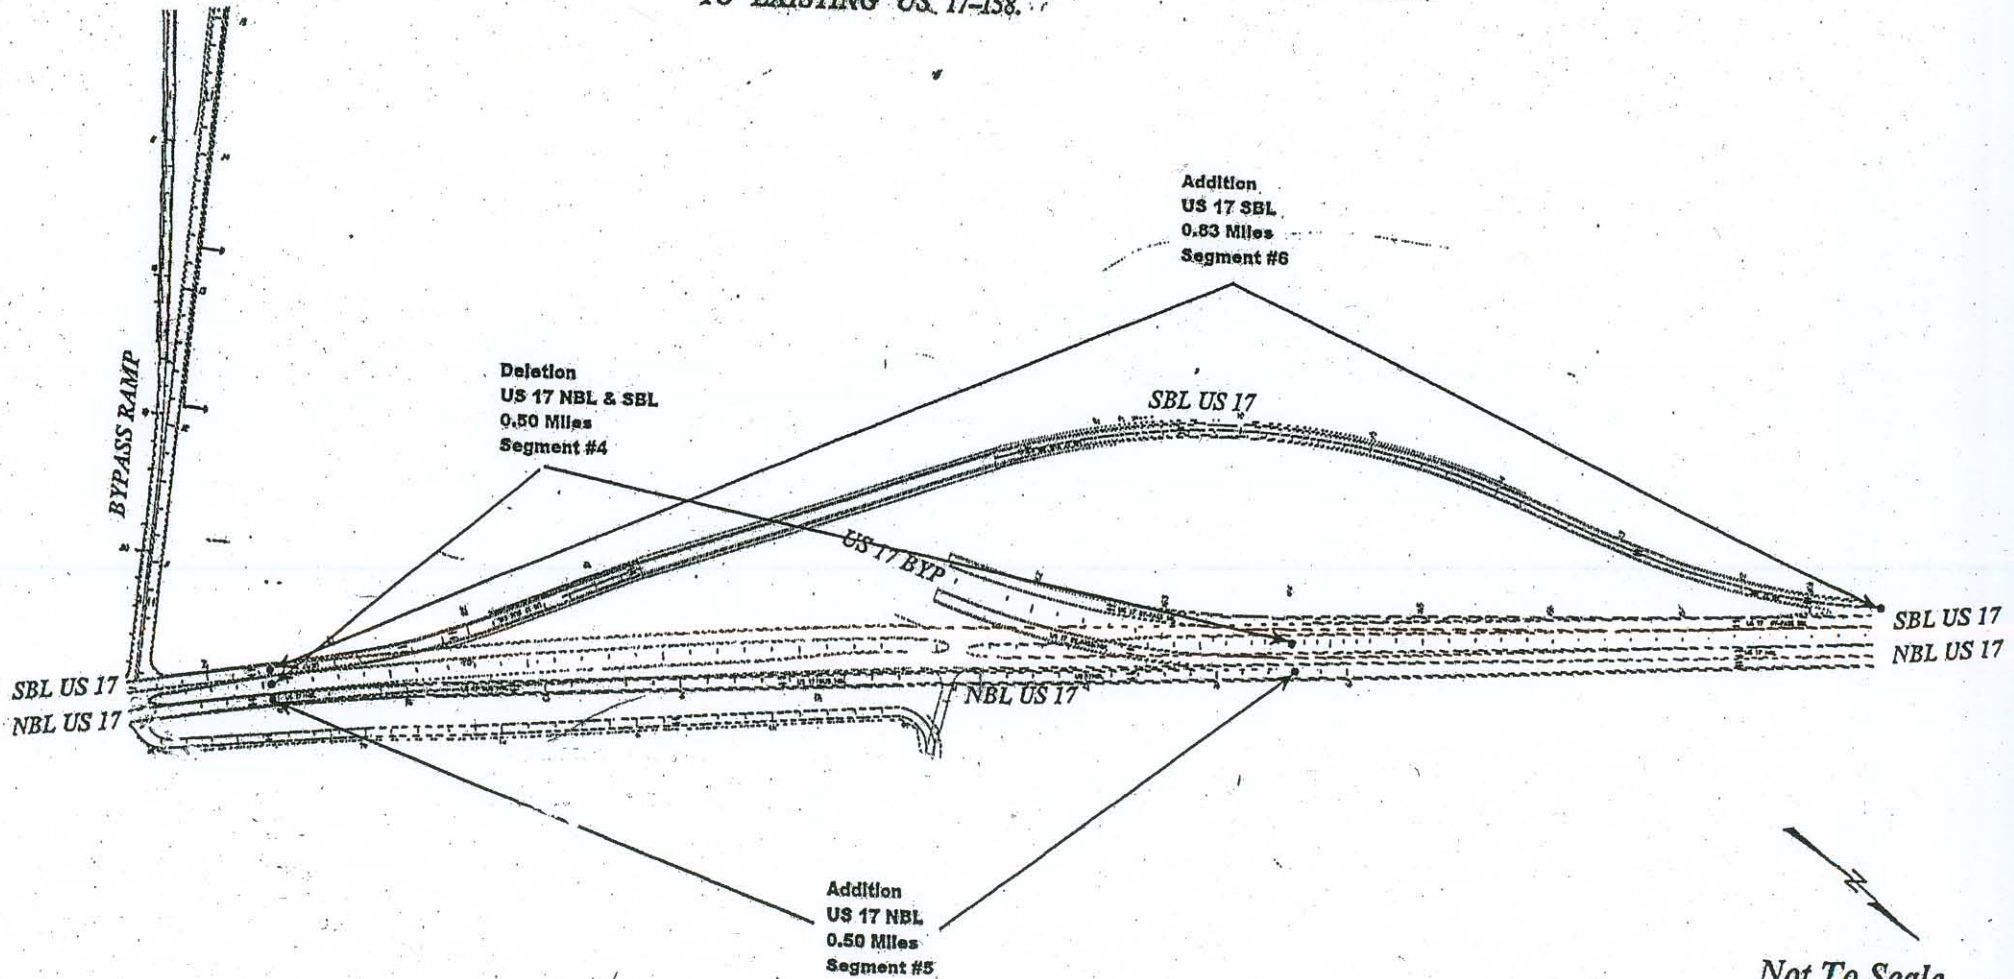 TO EXISTING US. 17-158.
Addition
US 17 SBL
0.83 Miles
Segment #6
Deletion
US 17 NBL & SBL
0.50 Miles
Segment #4
BYPASS RAMP
SBL US 17
US 17 BYP
SBL US 17
NBL US 17
SBL US 17
NBL US 17
NBL US 17
Addition
US 17 NBL
0.50 Miles
Segment #5
N
Not To Scale